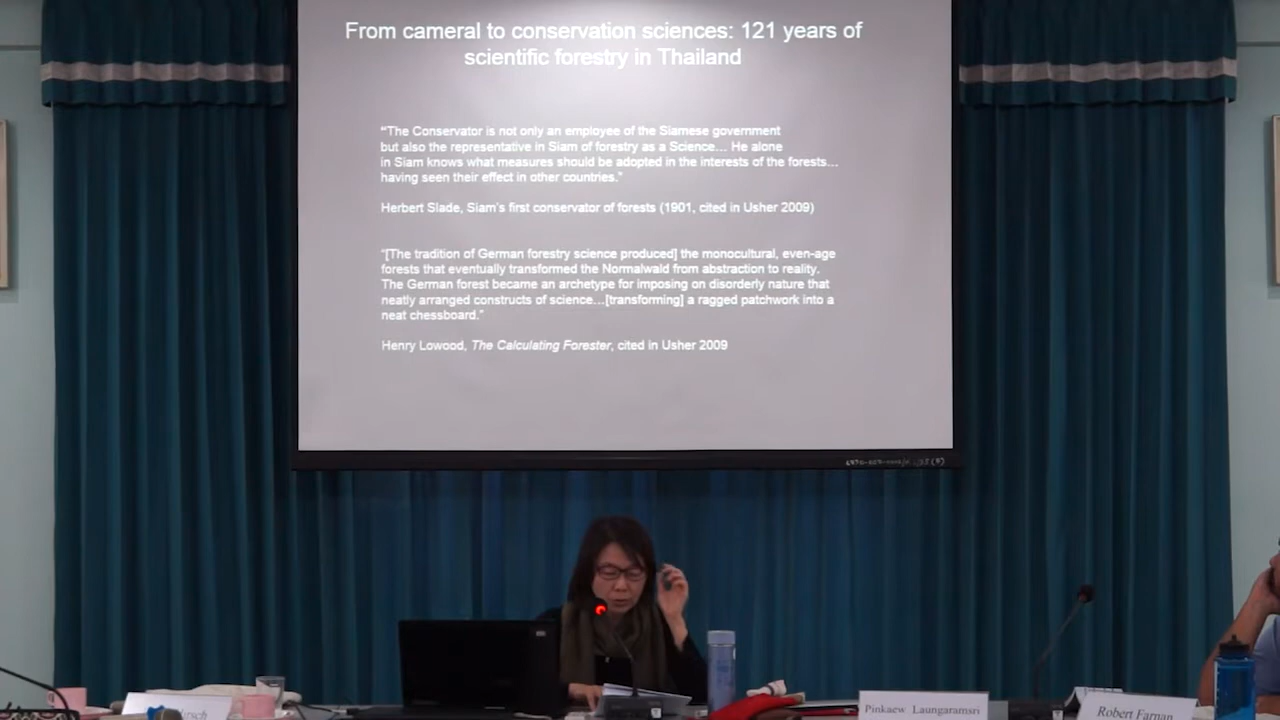 From cameral to conservation sciences: 121 years of
scientific forestry in Thailand
“The Conservator is not only an employee of the Siamese government
but also the representative in Siam of forestry as a Science… He alone
in Siam knows what measures should be adopted in the interests of the forests…
having seen their effect in other countries.”
Herbert Slade, Siam’s first conservator of forests (1901, cited in Usher 2009)
“[The tradition of German forestry science produced] the monocultural, even-age
forests that eventually transformed the Normalwald from abstraction to reality.
The German forest became an archetype for imposing on disorderly nature that
neatly arranged constructs of science…[transforming] a ragged patchwork into a
neat chessboard.”
Henry Lowood, The Calculating Forester, cited in Usher 2009
Pinkaew Laungaramsri
Robert Farnan